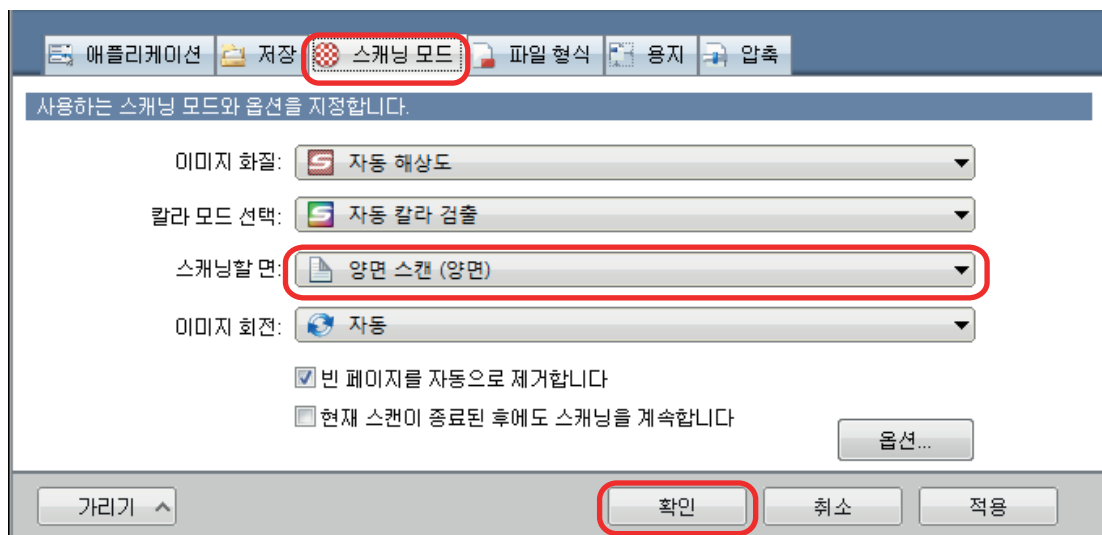 애플리케이션 저장 스캐닝 모드 파일 형식 용지 압축
사용하는 스캐닝 모드와 옵션을 지정합니다.
이미지 화질: 자동 해상도
칼라 모드 선택: 자동 칼라 검출
스캐닝할 면: 양면 스캔 (양면)
이미지 회전: 자동
빈 페이지를 자동으로 제거합니다
현재 스캔이 종료된 후에도 스캐닝을 계속합니다
옵션...
가리기 확인 취소 적용